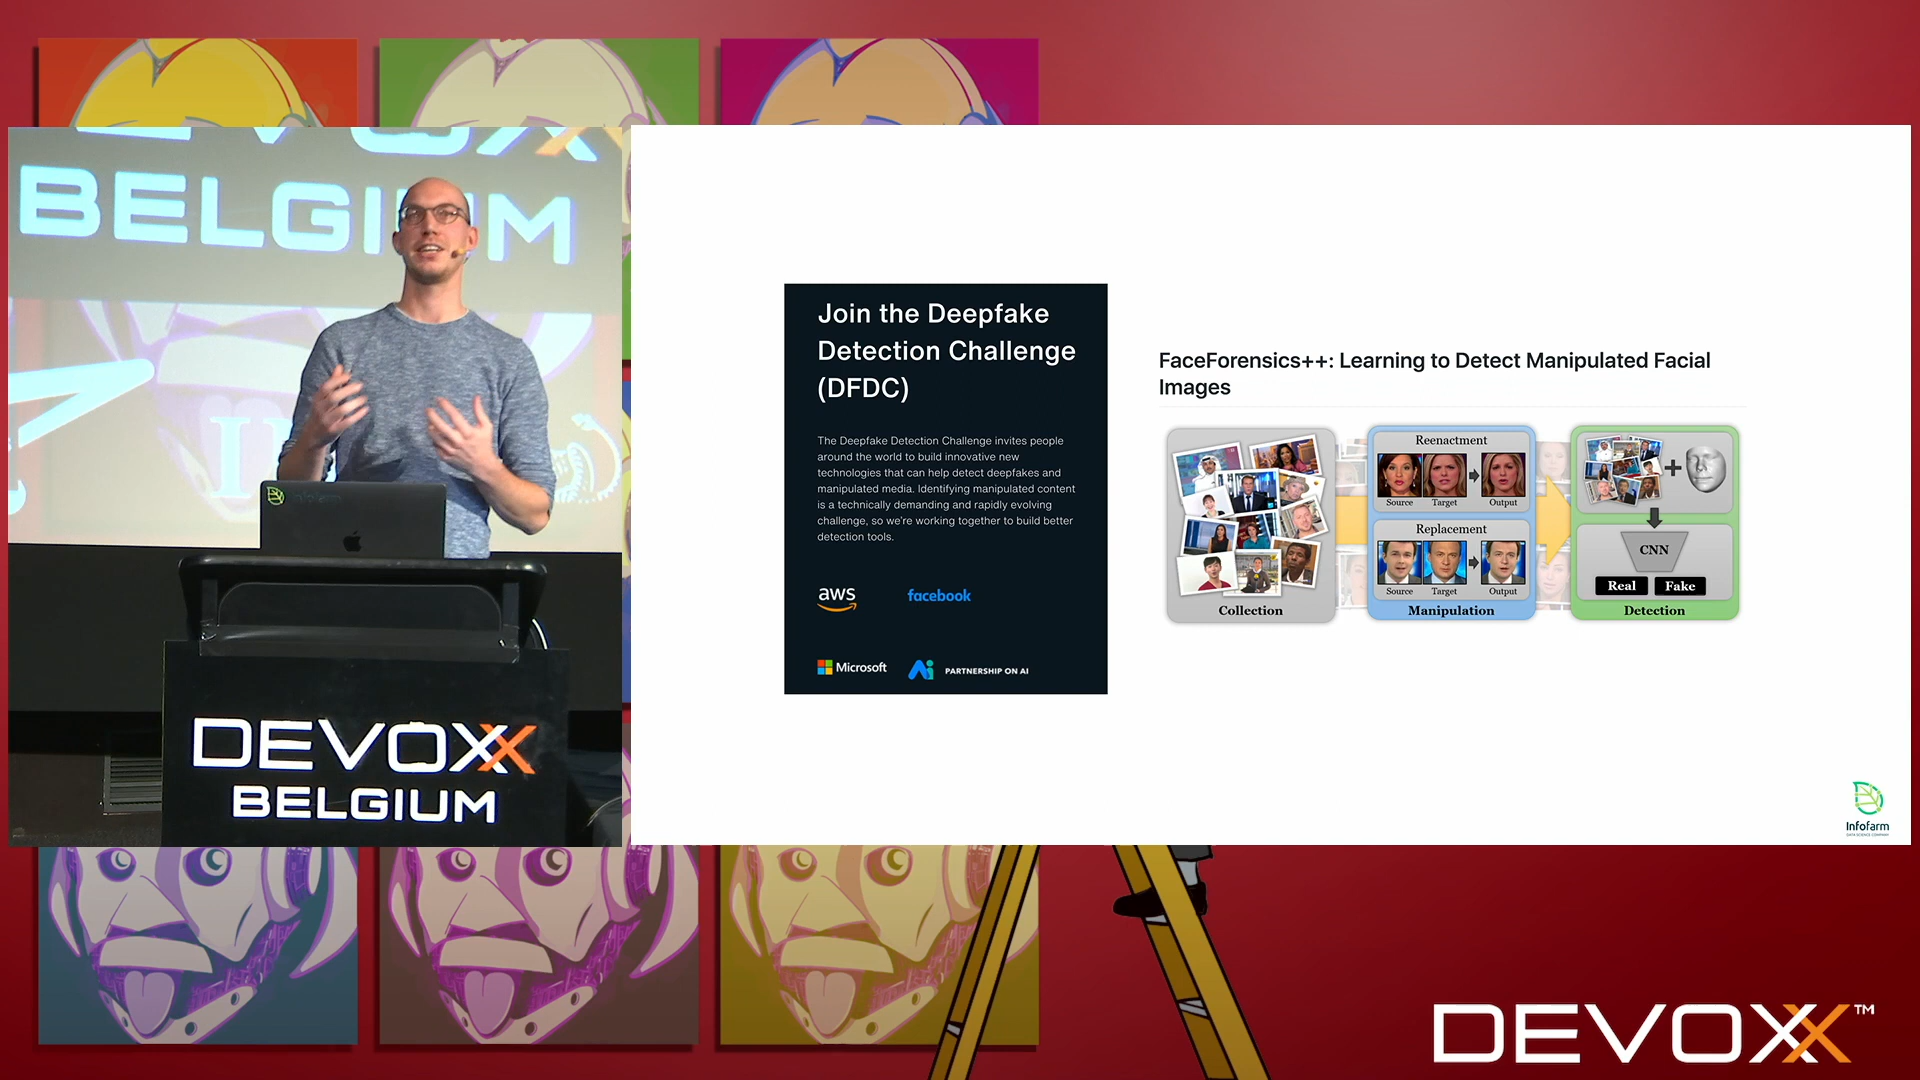 DEVOXX
BELGIUM
infofarm
DEVOXX
BELGIUM
Join the Deepfake
Detection Challenge
(DFDC)
The Deepfake Detection Challenge invites people
around the world to build innovative new
technologies that can help detect deepfakes and
manipulated media. Identifying manipulated content
is a technically demanding and rapidly evolving
challenge, so we're working together to build better
detection tools.
aws
facebook
Microsoft
PARTNERSHIP ON AI
FaceForensics++: Learning to Detect Manipulated Facial
Images
Collection
Reenactment
Source Target Output
Replacement
Source Target Output
Manipulation
CNN
Real Fake
Detection
Infofarm
DATA SCIENCE COMPANY
DEVOXX™